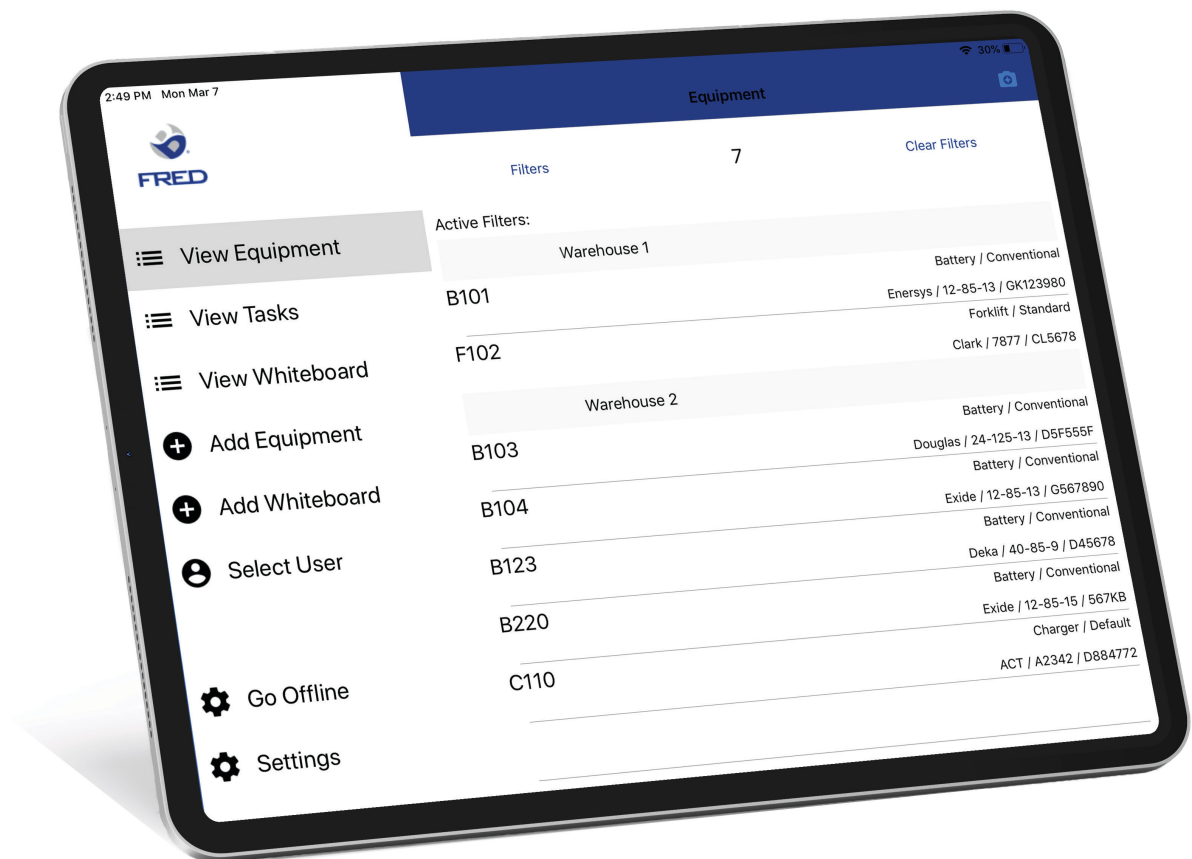 2:49 PM Mon Mar 7
30%
FRED
Equipment
Filters
7
Clear Filters
Active Filters:
View Equipment
View Tasks
View Whiteboard
Add Equipment
Add Whiteboard
Select User
Go Offline
Settings
Warehouse 1
B101
Battery / Conventional
Enersys / 12-85-13 / GK123980
F102
Forklift / Standard
Clark / 7877 / CL5678
Warehouse 2
B103
Battery / Conventional
Douglas / 24-125-13 / D5F555F
B104
Battery / Conventional
Exide / 12-85-13 / G567890
B123
Battery / Conventional
Deka / 40-85-9 / D45678
B220
Battery / Conventional
Exide / 12-85-15 / 567KB
C110
Charger / Default
ACT / A2342 / D884772